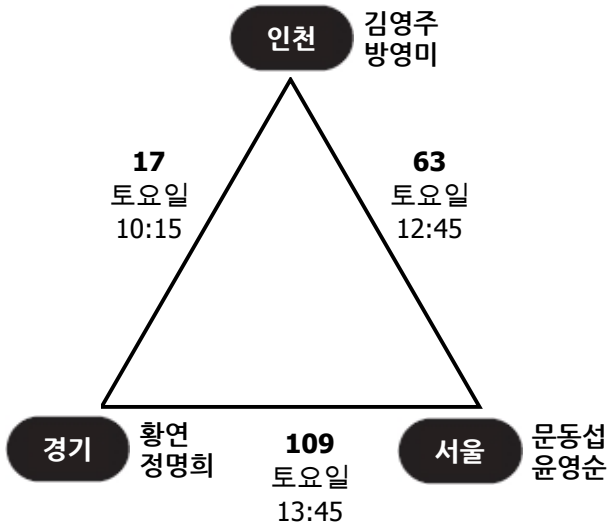 인천
김영주
방영미
17
토요일
10:15
63
토요일
12:45
경기
황연
정명희
109
토요일
13:45
서울
문동섭
윤영순